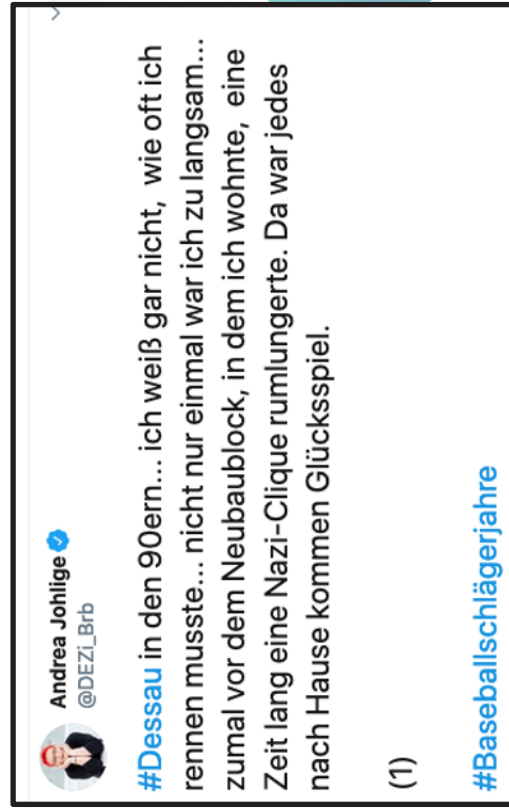 Andrea Johlige
@DEZi_Brb
#Dessau in den 90ern... ich weiß gar nicht, wie oft ich
rennen musste... nicht nur einmal war ich zu langsam...
zumal vor dem Neubaublock, in dem ich wohnte, eine
Zeit lang eine Nazi-Clique rumlungerte. Da war jedes
nach Hause kommen Glücksspiel.
(1)
#Baseballschlägerjahre